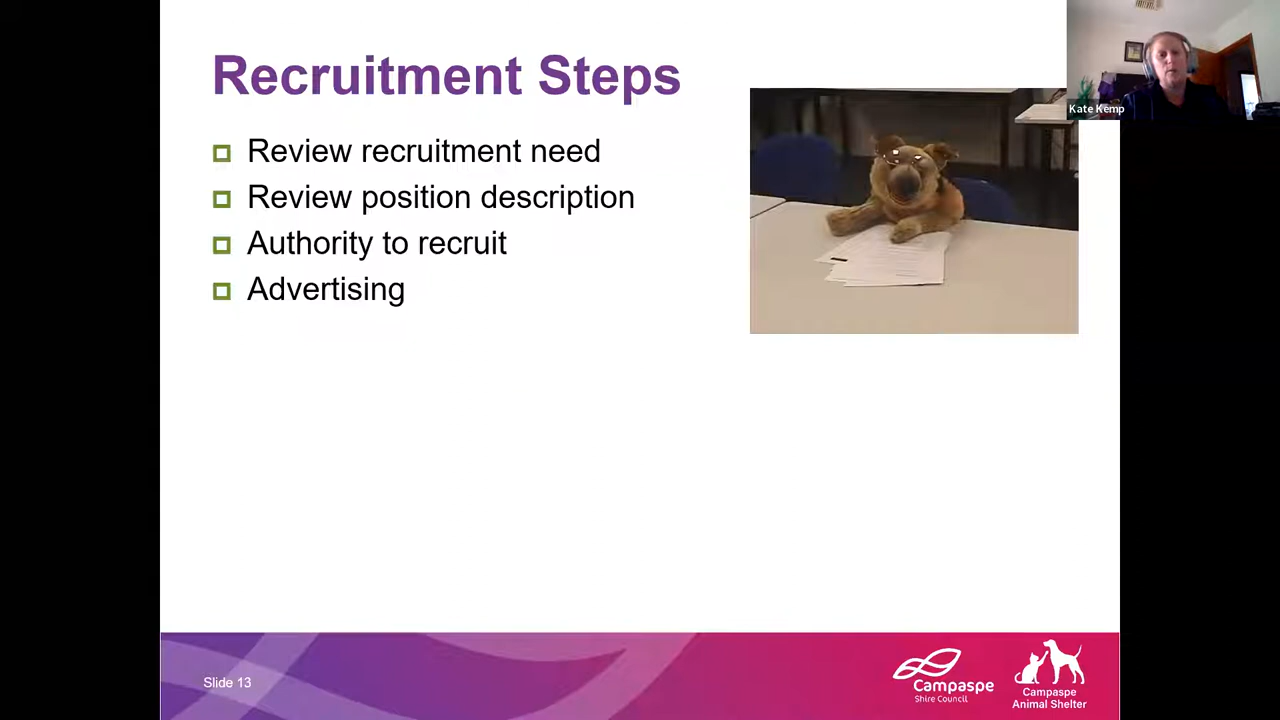 Recruitment Steps
Review recruitment need
Review position description
Authority to recruit
Advertising
Kate Kemp
Slide 13
Campaspe
Shire Council
Campaspe
Animal Shelter